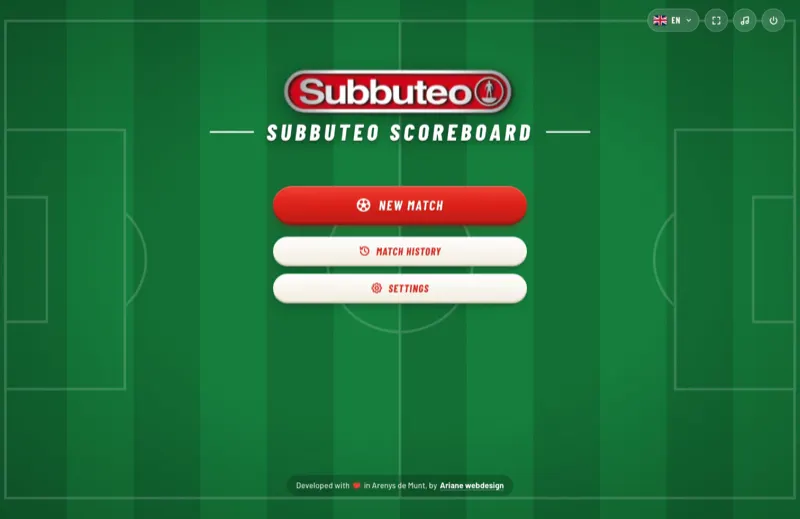 EN
Subbuteo
SUBBUTEO SCOREBOARD
NEW MATCH
MATCH HISTORY
SETTINGS
Developed with ❤️ in Arenys de Munt, by Ariane webdesign